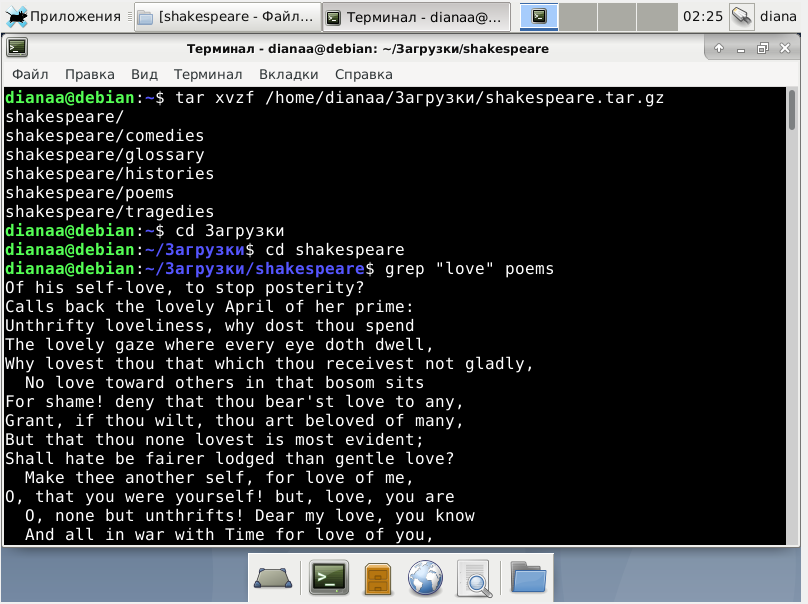 Приложения [shakespeare - Файл... Терминал - dianaa@... 02:25 diana
Терминал - dianaa@debian: ~/Загрузки/shakespeare
Файл Правка Вид Терминал Вкладки Справка
dianaa@debian:~$ tar xvzf /home/dianaa/Загрузки/shakespeare.tar.gz
shakespeare/
shakespeare/comedies
shakespeare/glossary
shakespeare/histories
shakespeare/poems
shakespeare/tragedies
dianaa@debian:~$ cd Загрузки
dianaa@debian:~/Загрузки$ cd shakespeare
dianaa@debian:~/Загрузки/shakespeare$ grep "love" poems
Of his self-love, to stop posterity?
Calls back the lovely April of her prime:
Unthrifty loveliness, why dost thou spend
The lovely gaze where every eye doth dwell,
Why lovest thou that which thou receivest not gladly,
  No love toward others in that bosom sits
For shame! deny that thou bear'st love to any,
Grant, if thou wilt, thou art beloved of many,
But that thou none lovest is most evident;
Shall hate be fairer lodged than gentle love?
  Make thee another self, for love of me,
O, that you were yourself! but, love, you are
  O, none but unthrifts! Dear my love, you know
  And all in war with Time for love of you,